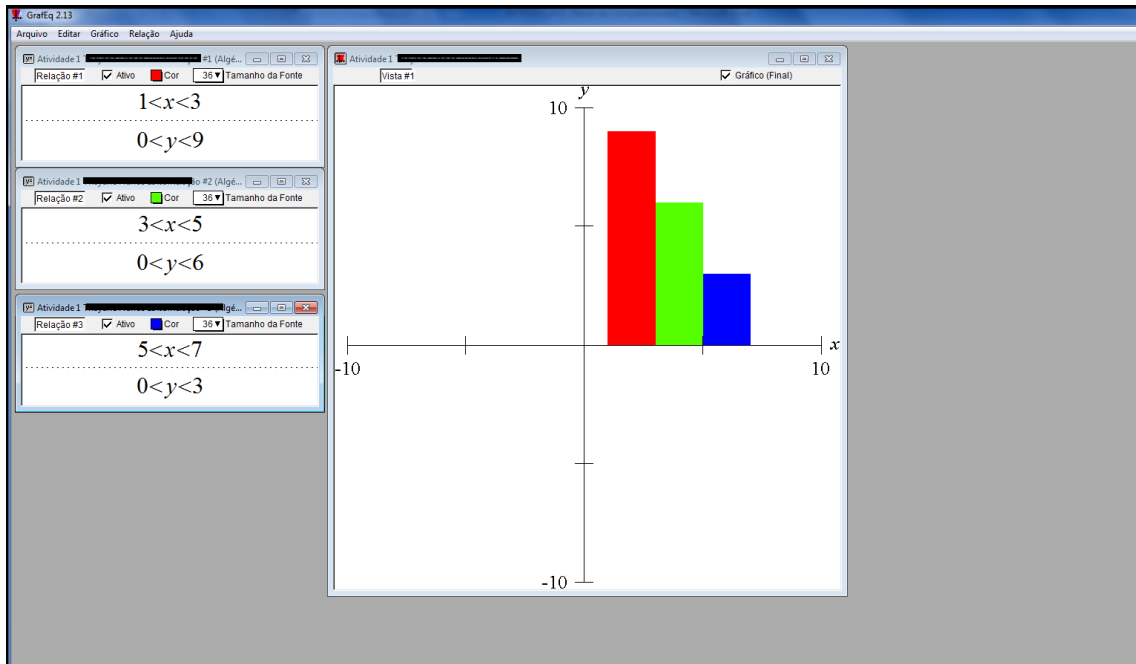 GrafEq 2.13
Arquivo Editar Gráfico Relação Ajuda
Atividade 1 #1 (Algé...
Relação #1 Ativo Cor 36 Tamanho da Fonte
1<x<3
0<y<9
Atividade 1 #2 (Algé...
Relação #2 Ativo Cor 36 Tamanho da Fonte
3<x<5
0<y<6
Atividade 1
Relação #3 Ativo Cor 36 Tamanho da Fonte
5<x<7
0<y<3
Atividade 1
Vista #1 Gráfico (Final)
y
10
x
-10 10
-10